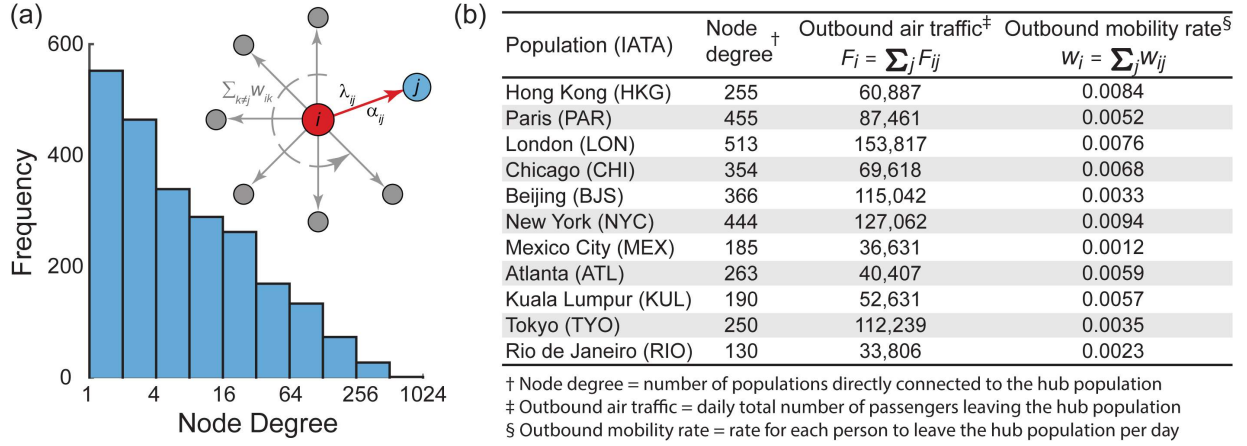 (a)
600
400
200
0
Frequency
1 4 16 64 256 1024
Node Degree
∑k≠j wik
λij
αij
i
j
(b)
Population (IATA) Node degree† Outbound air traffic‡ Fi = ∑j Fij Outbound mobility rate§ wi = ∑j wij
Hong Kong (HKG) 255 60,887 0.0084
Paris (PAR) 455 87,461 0.0052
London (LON) 513 153,817 0.0076
Chicago (CHI) 354 69,618 0.0068
Beijing (BJS) 366 115,042 0.0033
New York (NYC) 444 127,062 0.0094
Mexico City (MEX) 185 36,631 0.0012
Atlanta (ATL) 263 40,407 0.0059
Kuala Lumpur (KUL) 190 52,631 0.0057
Tokyo (TYO) 250 112,239 0.0035
Rio de Janeiro (RIO) 130 33,806 0.0023
† Node degree = number of populations directly connected to the hub population
‡ Outbound air traffic = daily total number of passengers leaving the hub population
§ Outbound mobility rate = rate for each person to leave the hub population per day